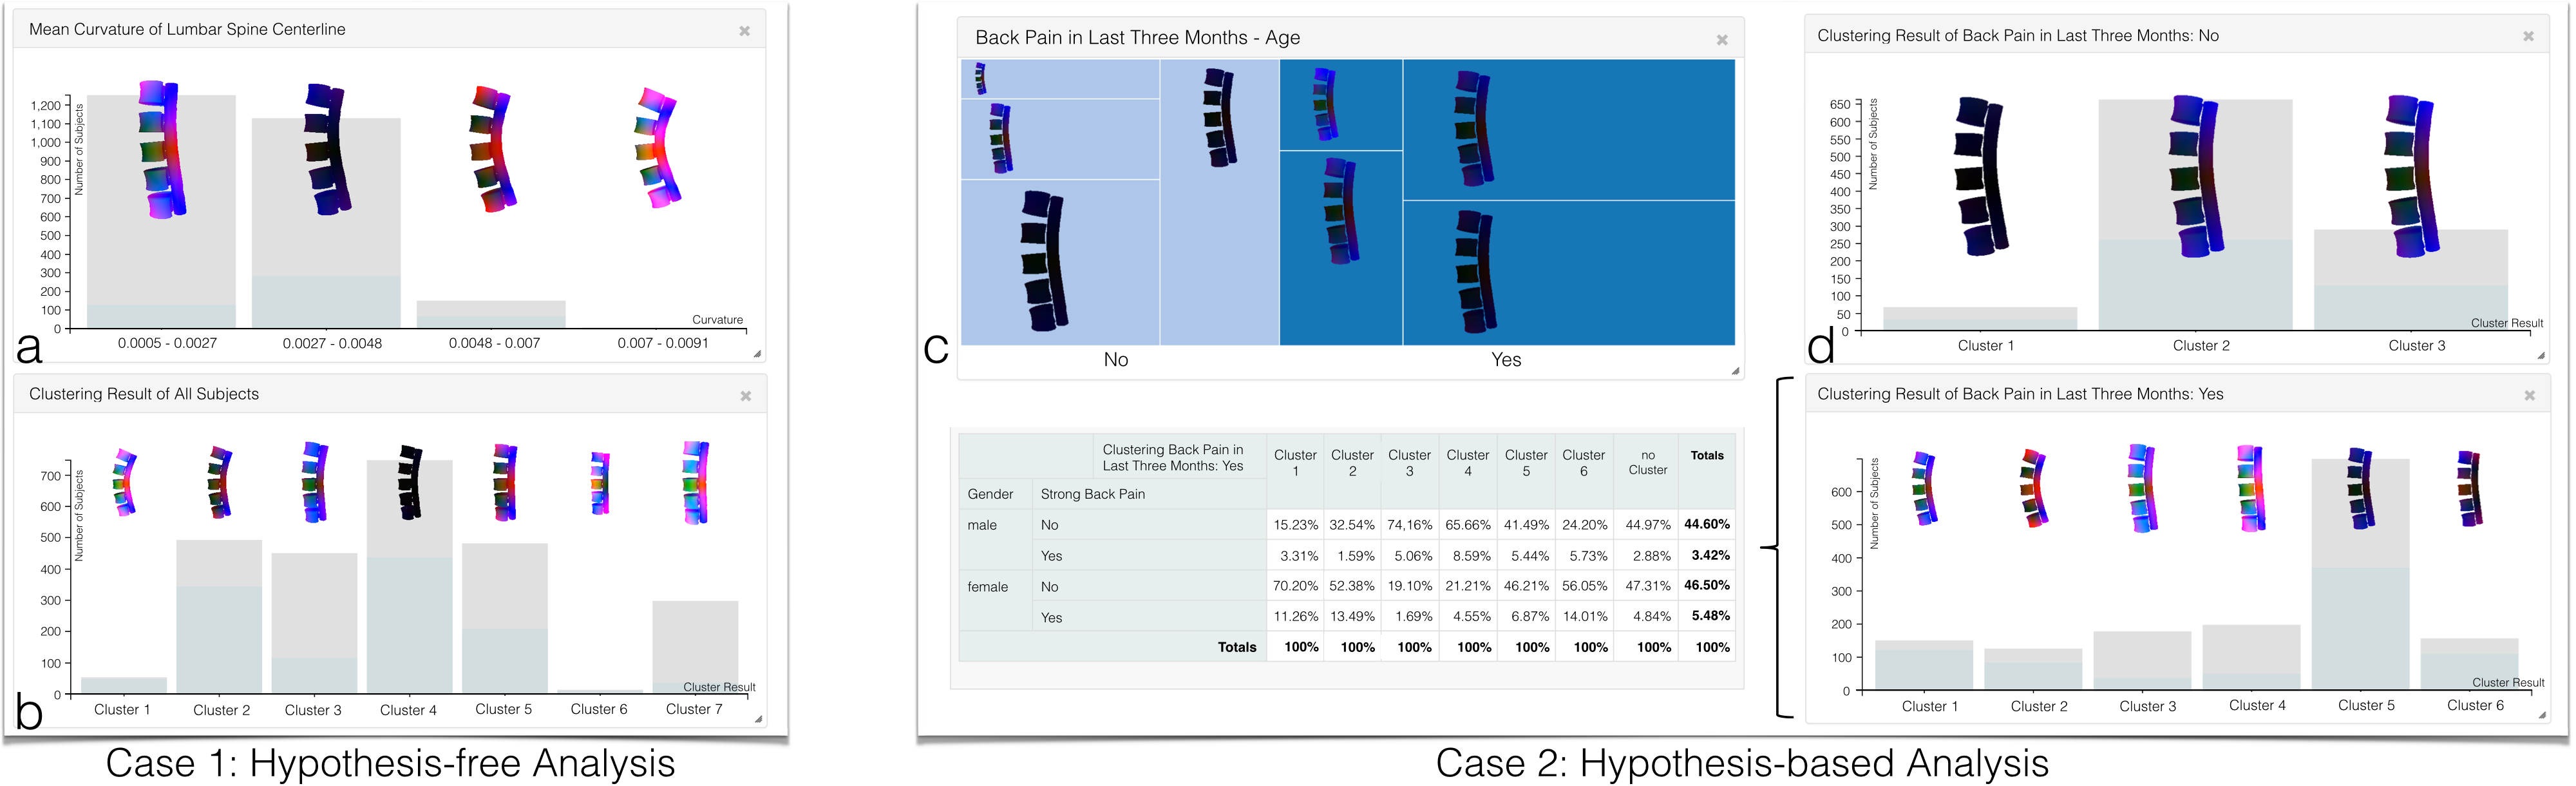 Mean Curvature of Lumbar Spine Centerline
Number of Subjects
1,200
1,100
1,000
900
800
700
600
500
400
300
200
100
0
Curvature
0.0005 - 0.0027
0.0027 - 0.0048
0.0048 - 0.007
0.007 - 0.0091
a
Clustering Result of All Subjects
Number of Subjects
700
600
500
400
300
200
100
0
Cluster Result
Cluster 1
Cluster 2
Cluster 3
Cluster 4
Cluster 5
Cluster 6
Cluster 7
b
Case 1: Hypothesis-free Analysis
Back Pain in Last Three Months - Age
No
Yes
c
Clustering Back Pain in
Last Three Months: Yes
Cluster 1
Cluster 2
Cluster 3
Cluster 4
Cluster 5
Cluster 6
no Cluster
Totals
Gender Strong Back Pain
male No 15.23% 32.54% 74,16% 65.66% 41.49% 24.20% 44.97% 44.60%
Yes 3.31% 1.59% 5.06% 8.59% 5.44% 5.73% 2.88% 3.42%
female No 70.20% 52.38% 19.10% 21.21% 46.21% 56.05% 47.31% 46.50%
Yes 11.26% 13.49% 1.69% 4.55% 6.87% 14.01% 4.84% 5.48%
Totals 100% 100% 100% 100% 100% 100% 100% 100%
Clustering Result of Back Pain in Last Three Months: No
Number of Subjects
650
600
550
500
450
400
350
300
250
200
150
100
50
0
Cluster Result
Cluster 1
Cluster 2
Cluster 3
d
Clustering Result of Back Pain in Last Three Months: Yes
Number of Subjects
600
500
400
300
200
100
0
Cluster Result
Cluster 1
Cluster 2
Cluster 3
Cluster 4
Cluster 5
Cluster 6
Case 2: Hypothesis-based Analysis